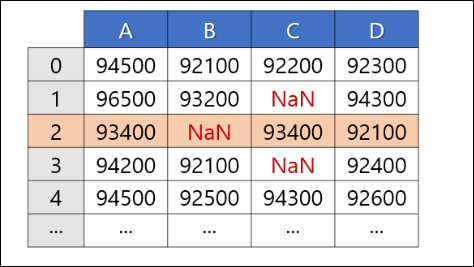 A B C D
0 94500 92100 92200 92300
1 96500 93200 NaN 94300
2 93400 NaN 93400 92100
3 94200 92100 NaN 92400
4 94500 92500 94300 92600
... ... ... ... ...